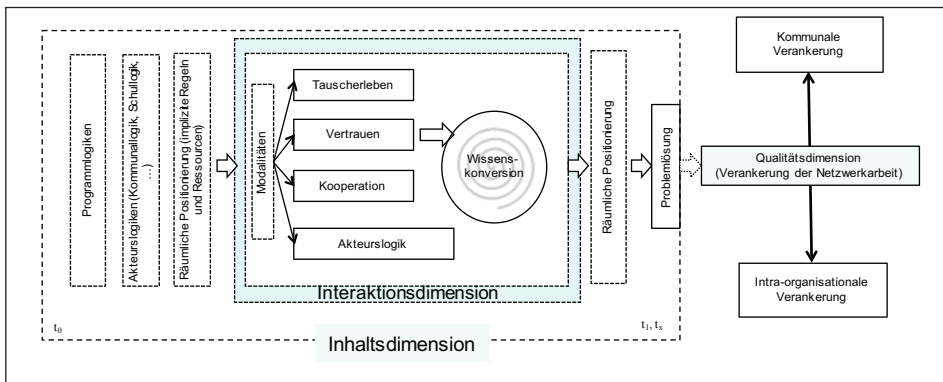 Programmlogiken
Akteurslogiken (Kommunallogik, Schullogik,
…)
Räumliche Positionierung (implizite Regeln
und Ressourcen)
Modalitäten
Tauscherleben
Vertrauen
Kooperation
Akteurslogik
Wissens-
konversion
Interaktionsdimension
Räumliche Positionierung
Problemlösung
t0
t1, tx
Inhaltsdimension
Kommunale
Verankerung
Qualitätsdimension
(Verankerung der Netzwerkarbeit)
Intra-organisationale
Verankerung